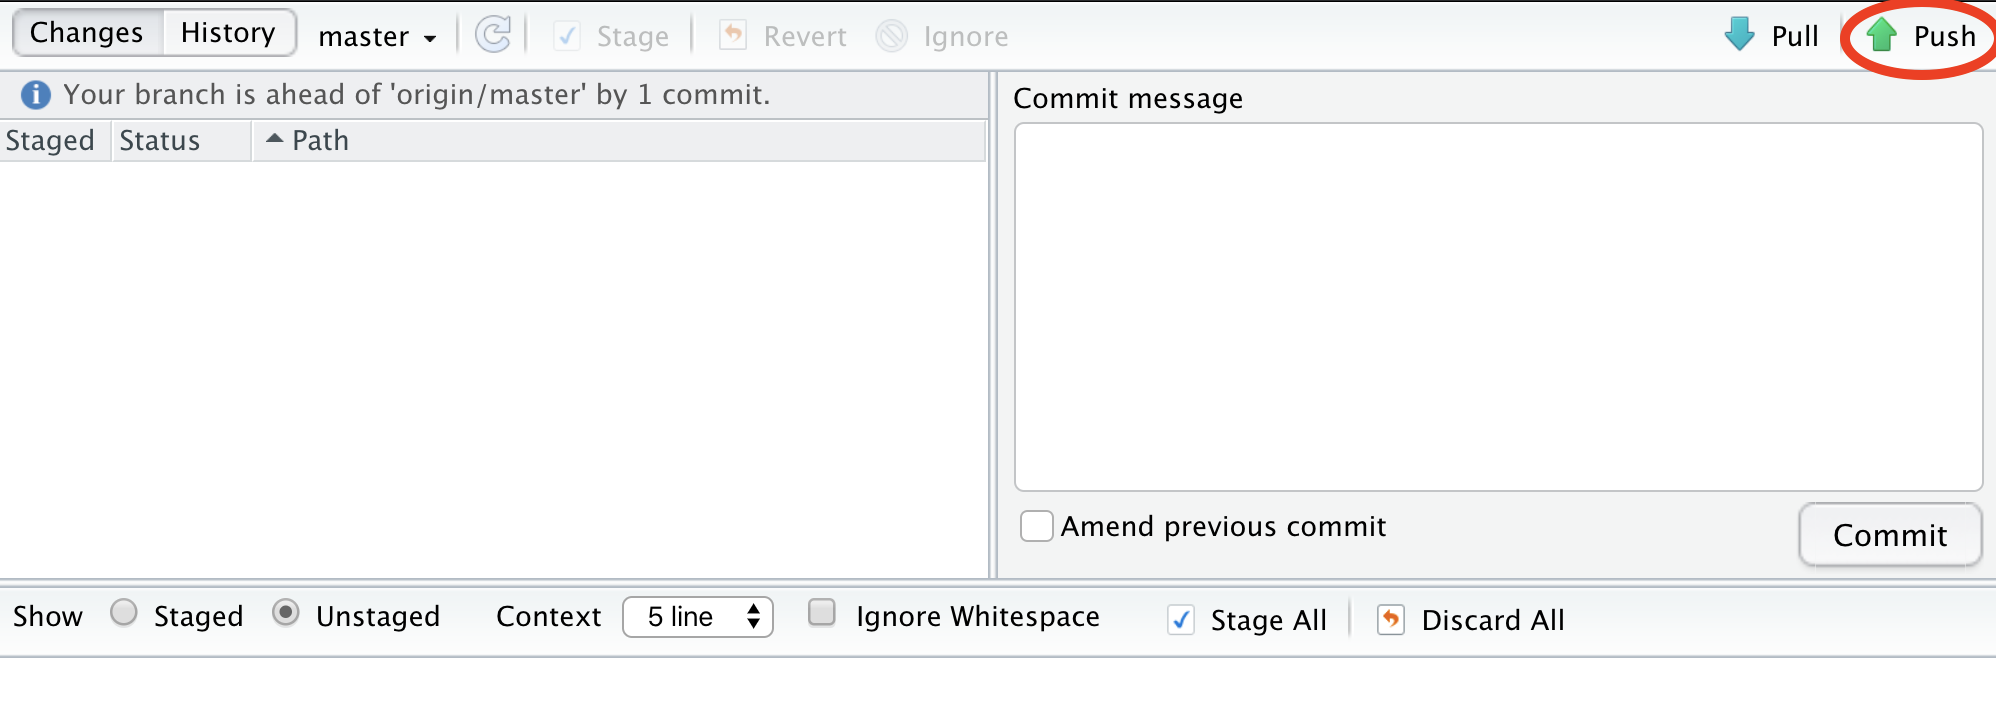 Changes History master Stage Revert Ignore Pull Push
Your branch is ahead of 'origin/master' by 1 commit.
Staged Status Path
Commit message
Amend previous commit
Commit
Show Staged Unstaged Context 5 line Ignore Whitespace Stage All Discard All